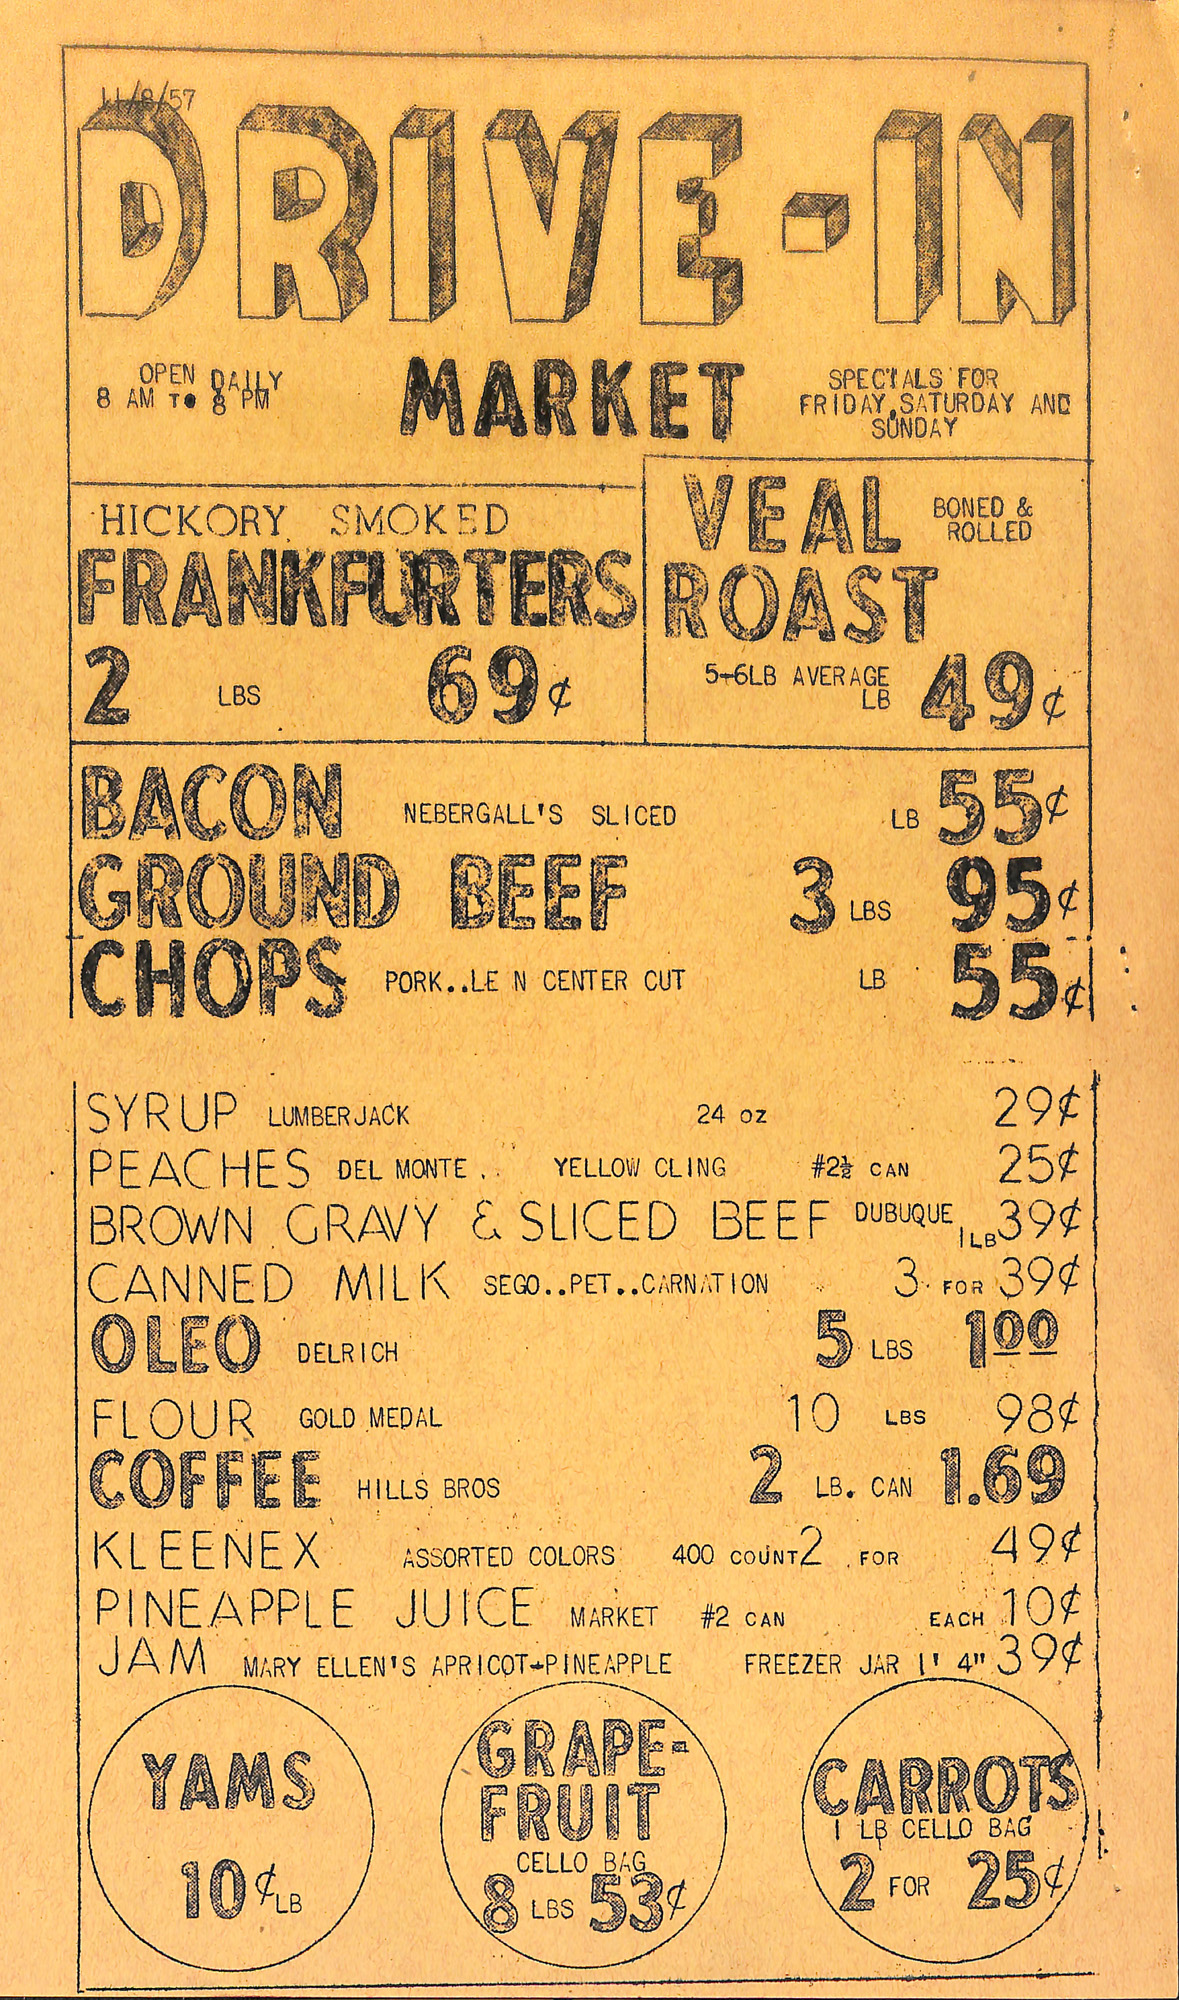 11/8/57
DRIVE-IN
MARKET
OPEN DAILY
8 AM TO 8 PM
SPECIALS FOR
FRIDAY,SATURDAY AND
SUNDAY
HICKORY SMOKED
FRANKFURTERS
2 LBS 69¢
VEAL BONED &
ROLLED
ROAST
5-6LB AVERAGE
LB 49¢
BACON NEBERGALL'S SLICED LB 55¢
GROUND BEEF 3 LBS 95¢
CHOPS PORK..LE N CENTER CUT LB 55¢
SYRUP LUMBERJACK 24 oz 29¢
PEACHES DEL MONTE .. YELLOW CLING #2½ CAN 25¢
BROWN GRAVY & SLICED BEEF DUBUQUE 1LB 39¢
CANNED MILK SEGO..PET..CARNATION 3 FOR 39¢
OLEO DELRICH 5 LBS 1.00
FLOUR GOLD MEDAL 10 LBS 98¢
COFFEE HILLS BROS 2 LB. CAN 1.69
KLEENEX ASSORTED COLORS 400 COUNT 2 FOR 49¢
PINEAPPLE JUICE MARKET #2 CAN EACH 10¢
JAM MARY ELLEN'S APRICOT-PINEAPPLE FREEZER JAR 1' 4" 39¢
YAMS
10¢ LB
GRAPE-
FRUIT
CELLO BAG
8 LBS 53¢
CARROTS
1 LB CELLO BAG
2 FOR 25¢